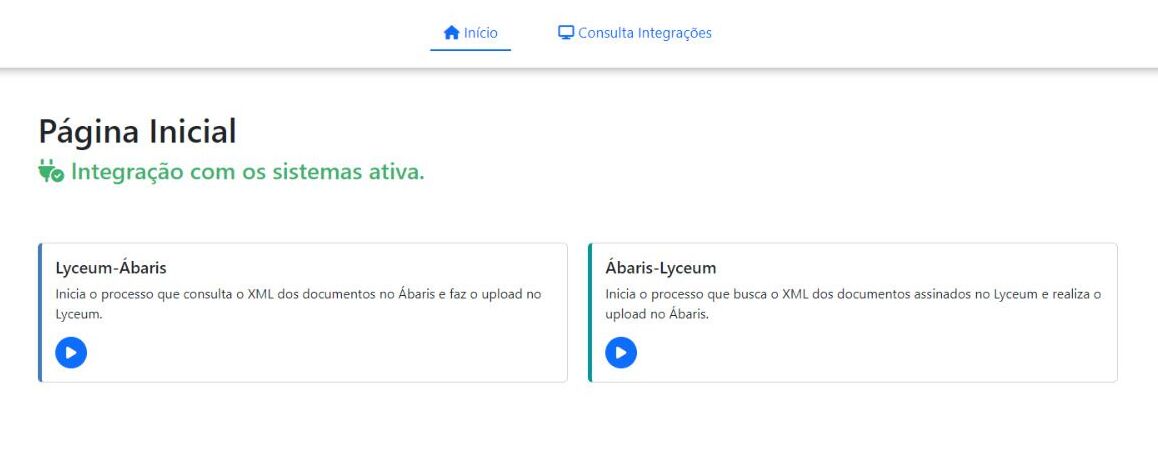 Início
Consulta Integrações
Página Inicial
Integração com os sistemas ativa.
Lyceum-Ábaris
Inicia o processo que consulta o XML dos documentos no Ábaris e faz o upload no
Lyceum.
Ábaris-Lyceum
Inicia o processo que busca o XML dos documentos assinados no Lyceum e realiza o
upload no Ábaris.